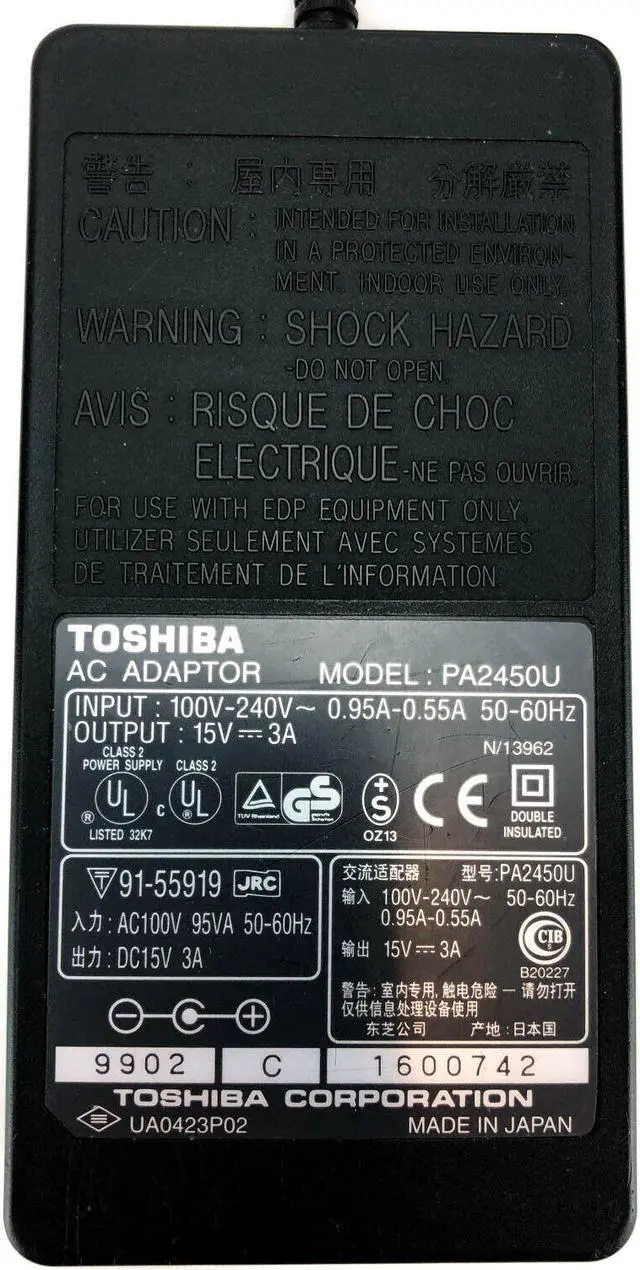 警告 : 屋内専用 分解厳禁
CAUTION : INTENDED FOR INSTALLATION
IN A PROTECTED ENVIRON-
MENT. INDOOR USE ONLY.
WARNING : SHOCK HAZARD
-DO NOT OPEN.
AVIS : RISQUE DE CHOC
ELECTRIQUE-NE PAS OUVRIR.
FOR USE WITH EDP EQUIPMENT ONLY.
UTILIZER SEULEMENT AVEC SYSTEMES
DE TRAITEMENT DE L'INFORMATION
TOSHIBA
AC ADAPTOR MODEL : PA2450U
INPUT : 100V-240V~ 0.95A-0.55A 50-60Hz
OUTPUT : 15V⎓3A
N/13962
CLASS 2
POWER SUPPLY
UL
®
LISTED 32K7
CLASS 2
c UL
®
TUV Rheinland
GS
geprüfte
Sicherheit
+
S
OZ13
CE
DOUBLE
INSULATED
T 91-55919 JRC
入力 : AC100V 95VA 50-60Hz
出力 : DC15V 3A
交流适配器 型号:PA2450U
输入 100V-240V~ 50-60Hz
0.95A-0.55A
输出 15V⎓3A
CIB
S
B20227
警告 : 室内专用, 触电危险 — 请勿打开
仅供信息处理设备使用
东芝公司 产地 : 日本国
9902 C 1600742
TOSHIBA CORPORATION
UA0423P02 MADE IN JAPAN